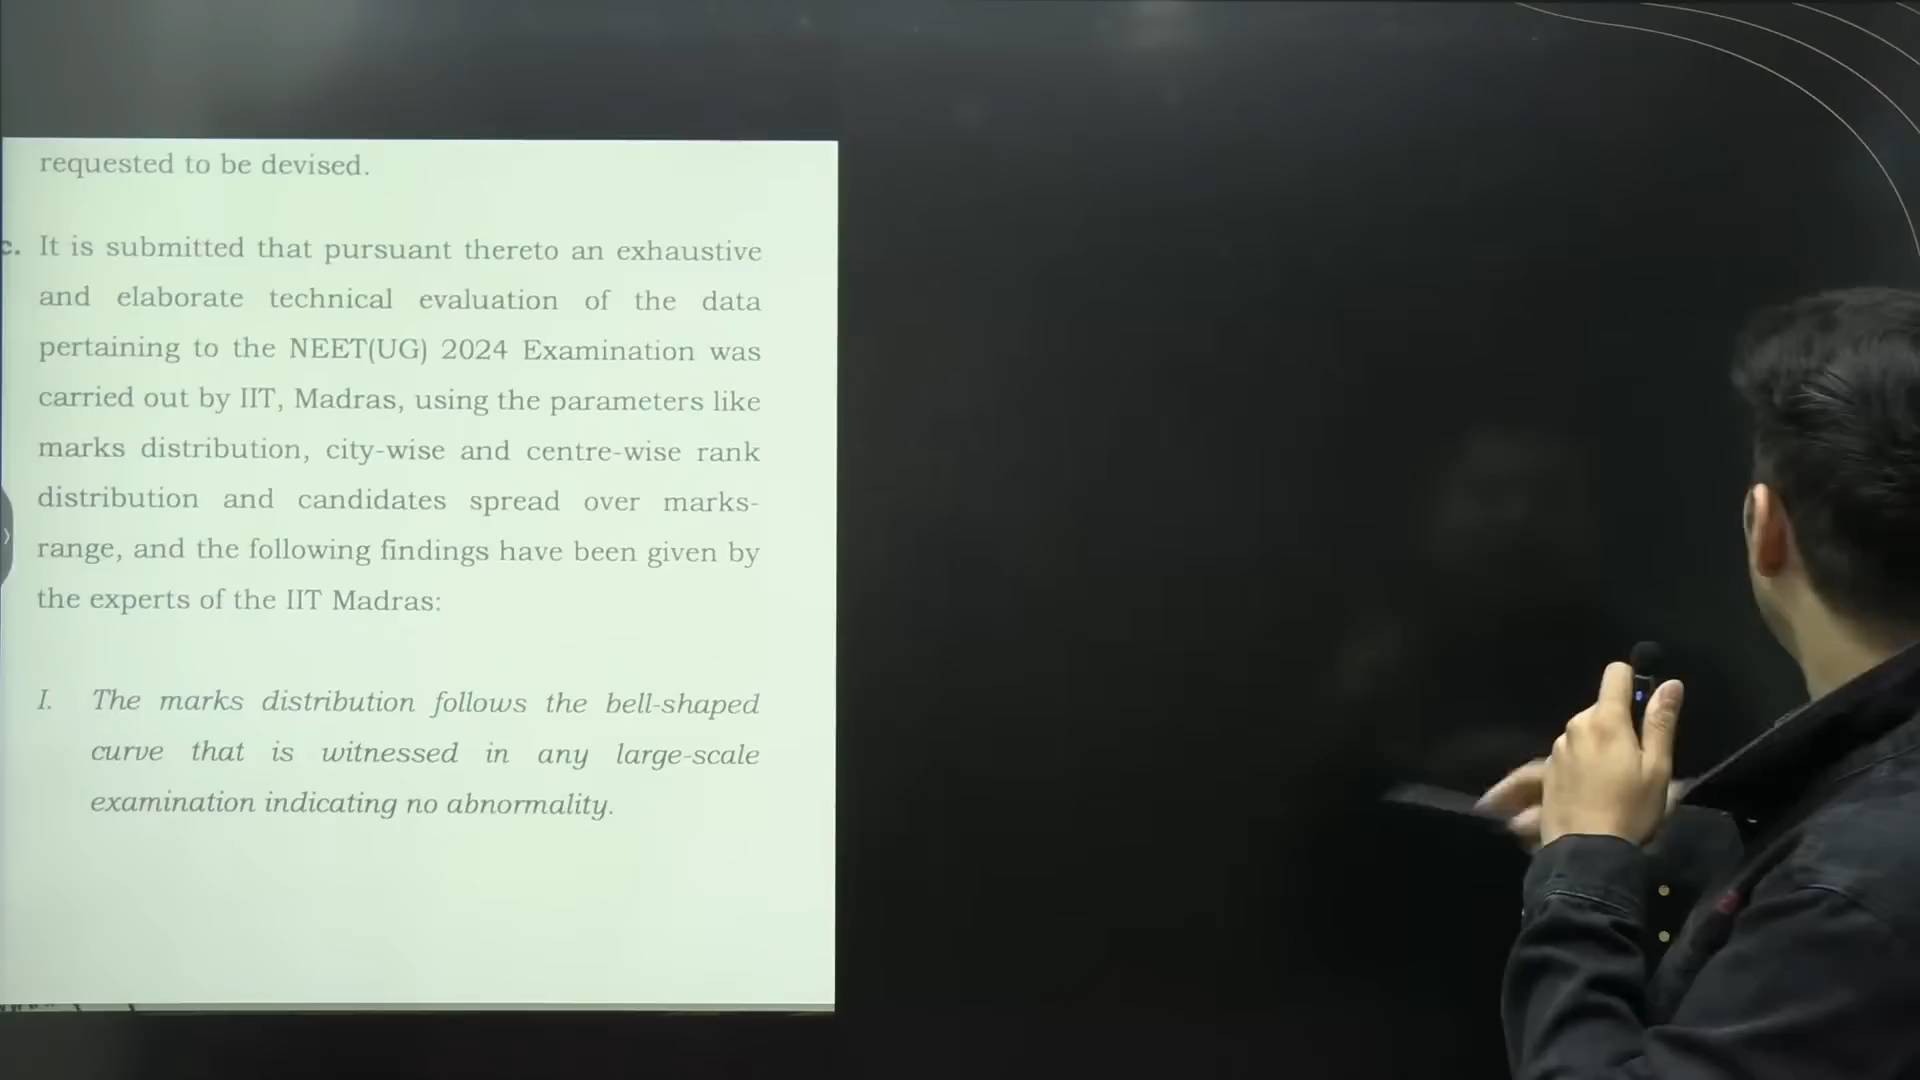 requested to be devised.
c. It is submitted that pursuant thereto an exhaustive
and elaborate technical evaluation of the data
pertaining to the NEET(UG) 2024 Examination was
carried out by IIT, Madras, using the parameters like
marks distribution, city-wise and centre-wise rank
distribution and candidates spread over marks-
range, and the following findings have been given by
the experts of the IIT Madras:
I. The marks distribution follows the bell-shaped
curve that is witnessed in any large-scale
examination indicating no abnormality.